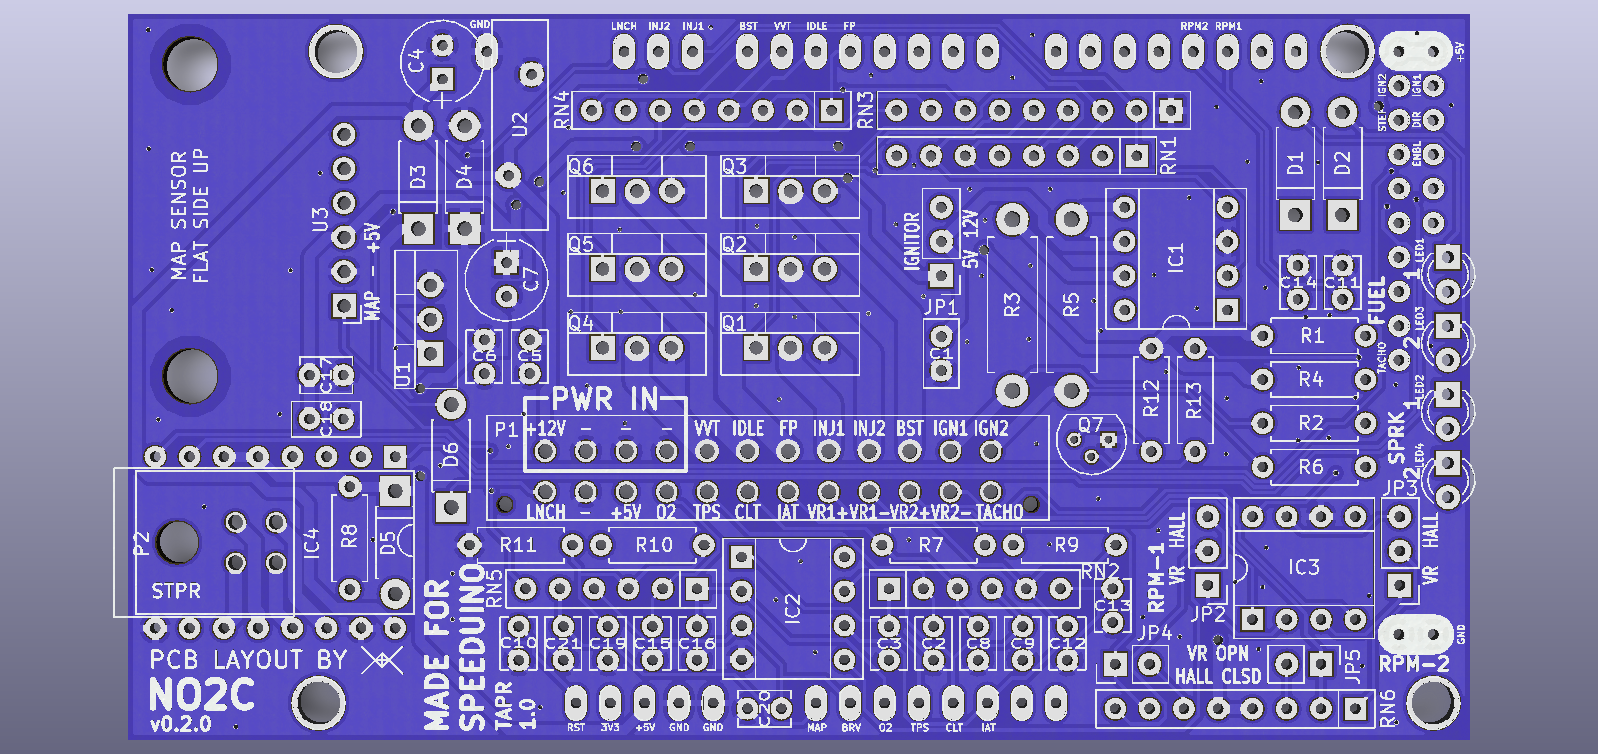 GND
LNCH INJ2 INJ1
BST VVT IDLE FP
RPM2 RPM1
+5V
C4
U2
RN4
RN3
RN1
IGN2 IGN1
STEP DIR
ENBL
D3
D4
D1
D2
MAP SENSOR
FLAT SIDE UP
U3
MAP - +5V
Q6
Q3
Q5
Q2
Q4
Q1
C7
IGNITOR
5V 12V
JP1
C1
R3
R5
IC1
C14
C11
FUEL
1
2
LED1
LED3
TACHO
R1
R4
R2
R6
SPRK
1
2
LED2
LED4
U1
C6
C5
C17
C18
PWR IN
P1
+12V - - - VVT IDLE FP INJ1 INJ2 BST IGN1 IGN2
LNCH - +5V O2 TPS CLT IAT VR1+ VR1- VR2+ VR2- TACHO
R12
R13
Q7
D6
P2
STPR
IC4
R8
D5
R11
R10
R7
R9
RN5
RN2
IC2
C13
RPM-1
HALL
VR
JP2
IC3
JP3
HALL
VR
C10
C21
C19
C15
C16
C3
C2
C8
C9
C12
JP4
VR OPN
HALL CLSD
JP5
RPM-2
GND
PCB LAYOUT BY
NO2C
v0.2.0
MADE FOR
SPEEDUINO
TAPR
1.0
C20
RN6
RST 3V3 +5V GND GND
MAP BRV O2 TPS CLT IAT